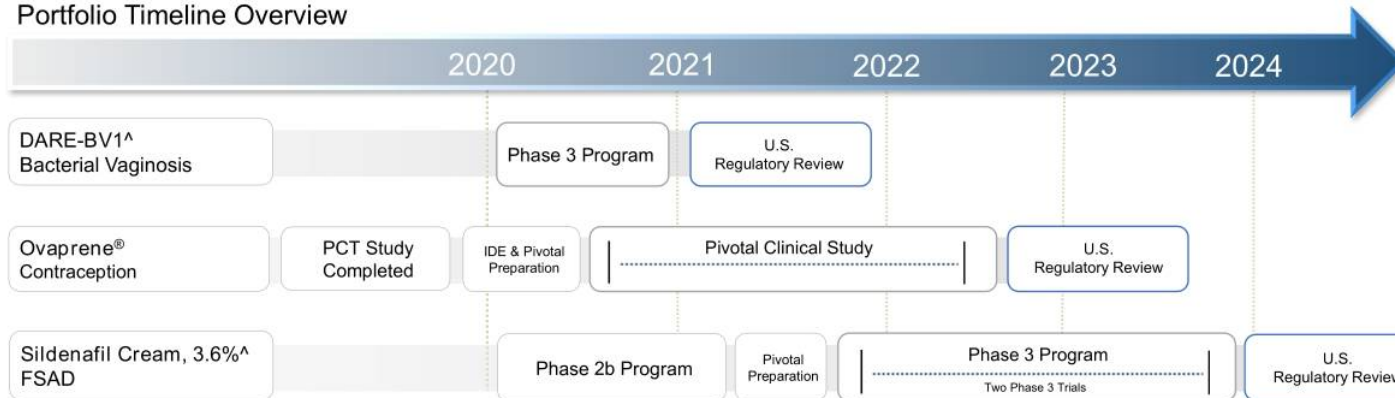 Portfolio Timeline Overview
2020 2021 2022 2023 2024
DARE-BV1^
Bacterial Vaginosis
Phase 3 Program
U.S.
Regulatory Review
Ovaprene®
Contraception
PCT Study
Completed
IDE & Pivotal
Preparation
Pivotal Clinical Study
U.S.
Regulatory Review
Sildenafil Cream, 3.6%^
FSAD
Phase 2b Program
Pivotal
Preparation
Phase 3 Program
Two Phase 3 Trials
U.S.
Regulatory Review